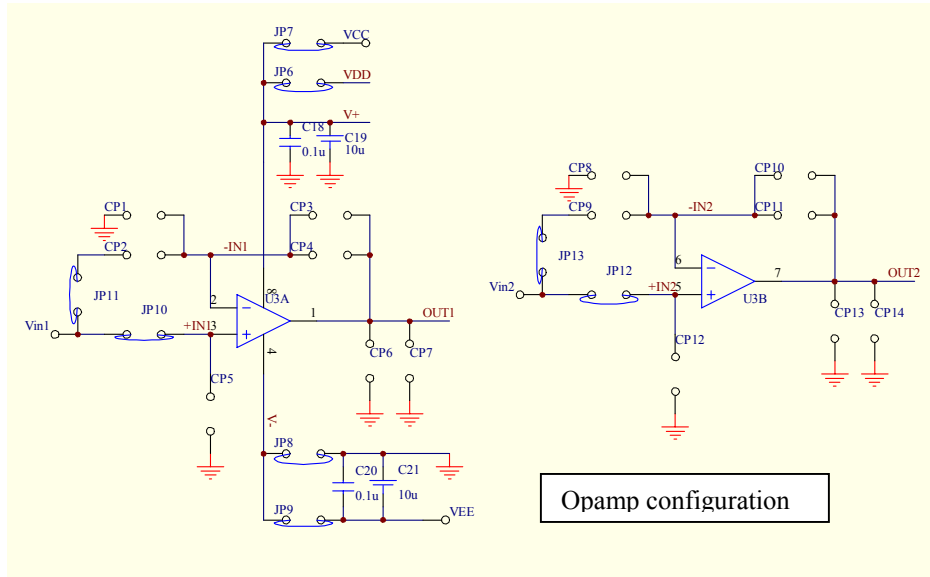 JP7
VCC
JP6
VDD
V+
C18
0.1u
C19
10u
CP1
CP2
CP3
CP4
-IN1
JP11
JP10
+IN1
Vin1
2
3
8
4
1
U3A
OUT1
CP5
CP6
CP7
V-
JP8
C20
0.1u
C21
10u
JP9
VEE
CP8
CP9
CP10
CP11
-IN2
JP13
JP12
+IN2
Vin2
6
5
7
U3B
OUT2
CP12
CP13
CP14
Opamp configuration